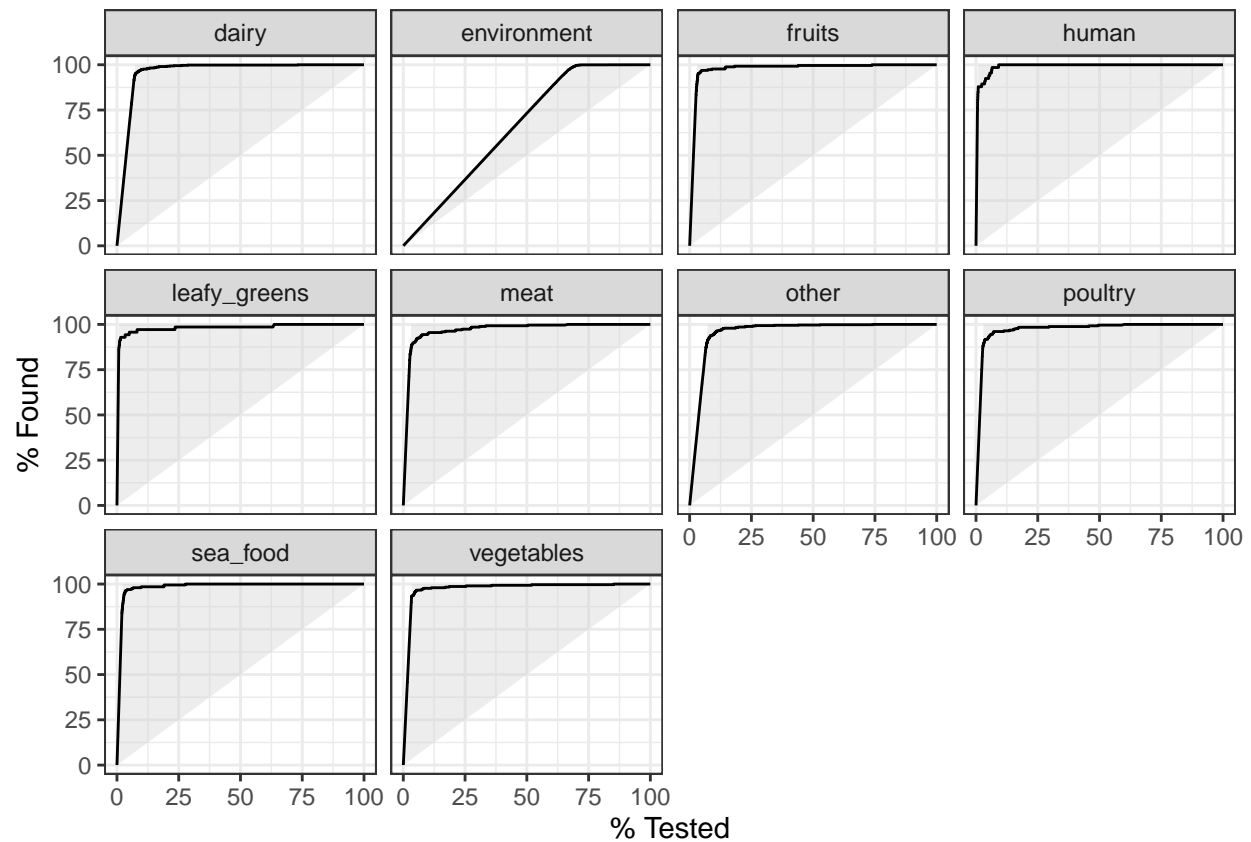 dairy environment fruits human
100
75
50
25
0
leafy_greens meat other poultry
100
75
50
25
0
0 25 50 75 100 0 25 50 75 100
sea_food vegetables
100
75
50
25
0
0 25 50 75 100 0 25 50 75 100
% Tested
% Found